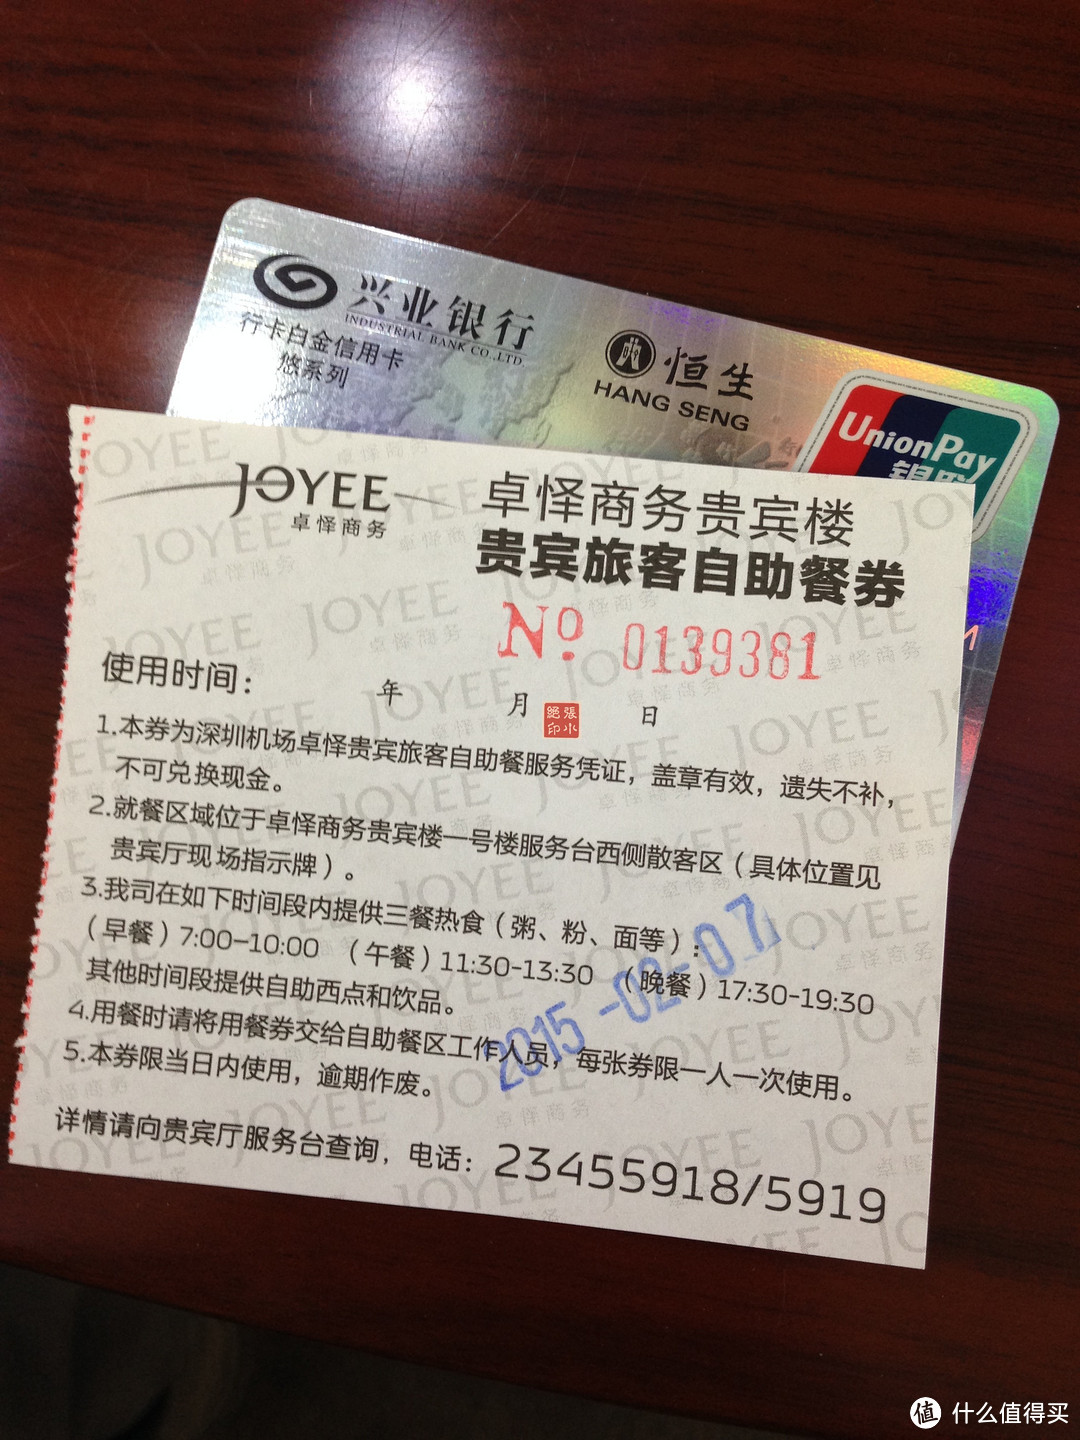 兴业银行
INDUSTRIAL BANK CO.,LTD.
行卡白金信用卡
悠系列
恒生
HANG SENG
UnionPay
银联
JOYEE
卓怿商务
卓怿商务贵宾楼
贵宾旅客自助餐券
No 0139381
使用时间：
年 月 日
1.本券为深圳机场卓怿贵宾旅客自助餐服务凭证，盖章有效，遗失不补，
不可兑换现金。
2.就餐区域位于卓怿商务贵宾楼一号楼服务台西侧散客区（具体位置见
贵宾厅现场指示牌）。
3.我司在如下时间段内提供三餐热食（粥、粉、面等）：
（早餐）7:00–10:00 （午餐）11:30-13:30 （晚餐）17:30-19:30
其他时间段提供自助西点和饮品。
2015-02-07
4.用餐时请将用餐券交给自助餐区工作人员，每张券限一人一次使用。
5.本券限当日内使用，逾期作废。
详情请向贵宾厅服务台查询，电话：23455918/5919
值 什么值得买